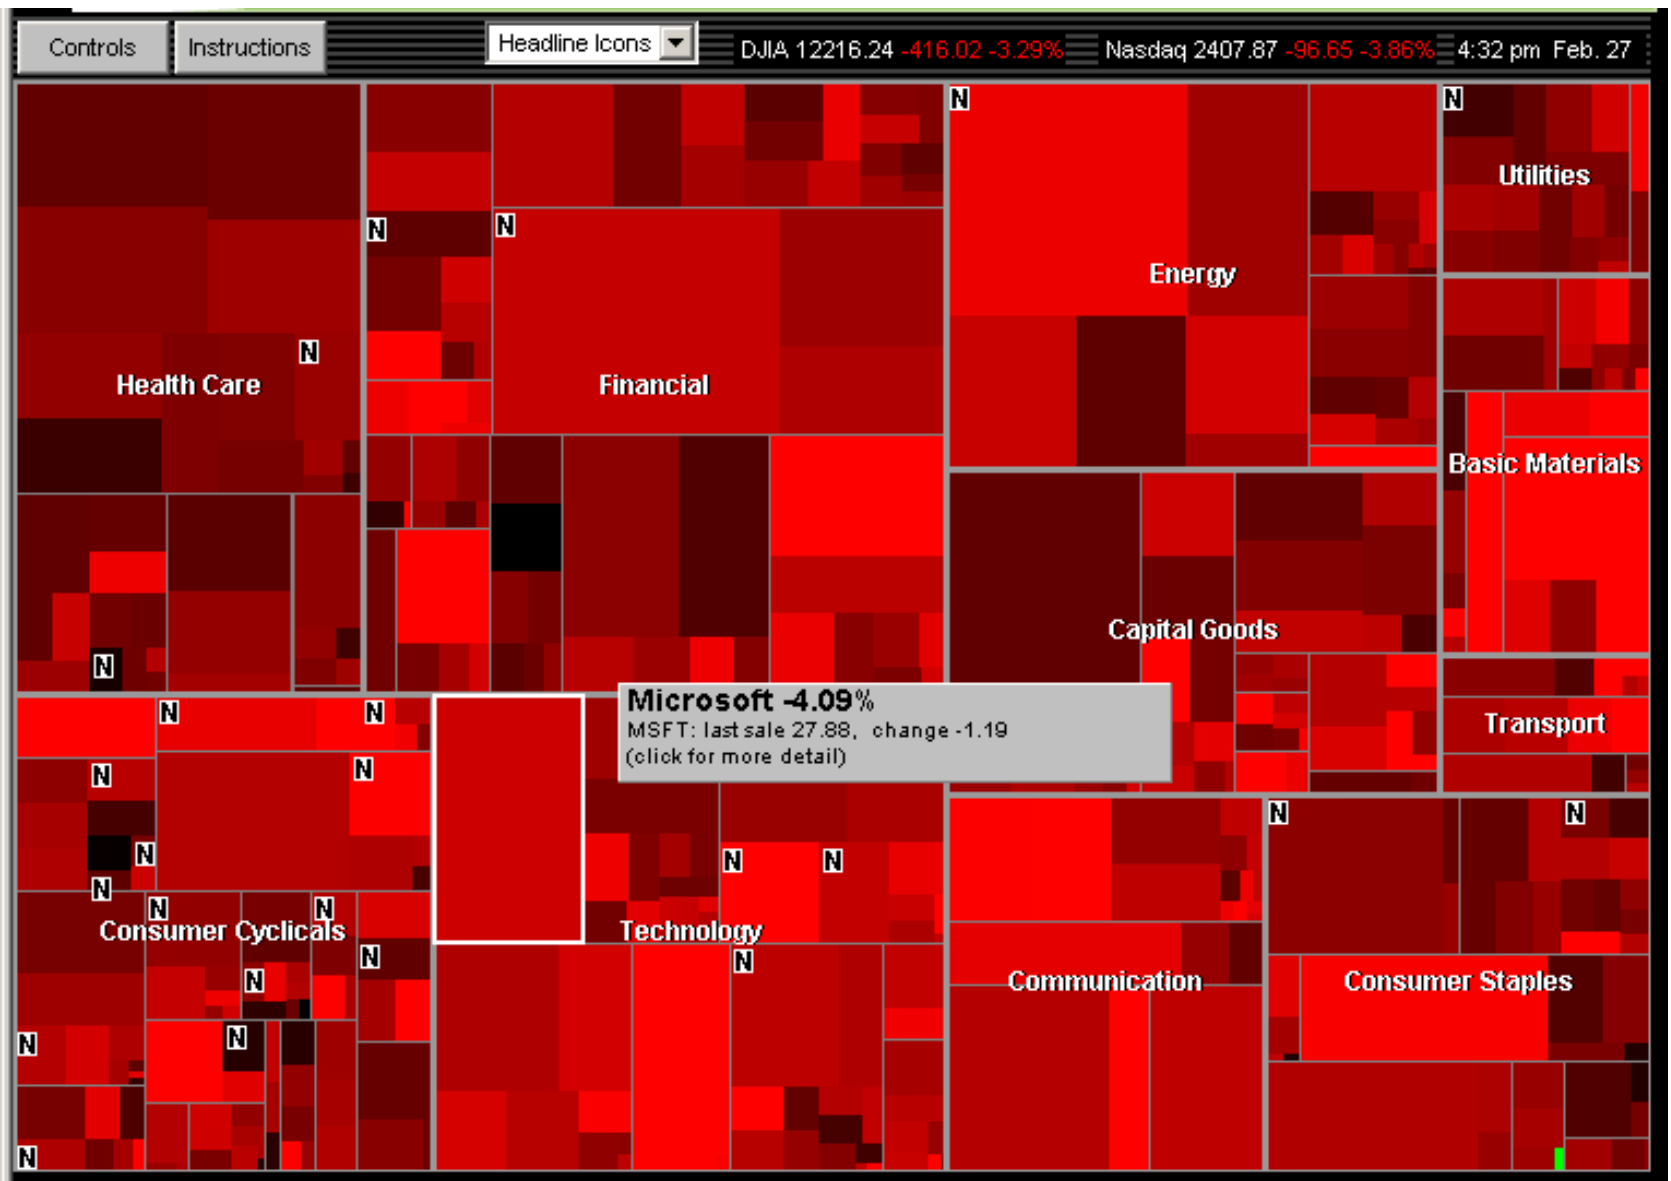 Controls
Instructions
Headline Icons
DJIA 12216.24 -416.02 -3.29%
Nasdaq 2407.87 -96.65 -3.86%
4:32 pm Feb. 27
N
N
N
Utilities
N
N
Energy
N
Health Care
Financial
Basic Materials
Capital Goods
N
Microsoft -4.09%
MSFT: last sale 27.88, change -1.19
(click for more detail)
N
N
Transport
N
N
N
N
N
N
N
N
N
N
Consumer Cyclicals
Technology
N
N
N
Communication
Consumer Staples
N
N
N